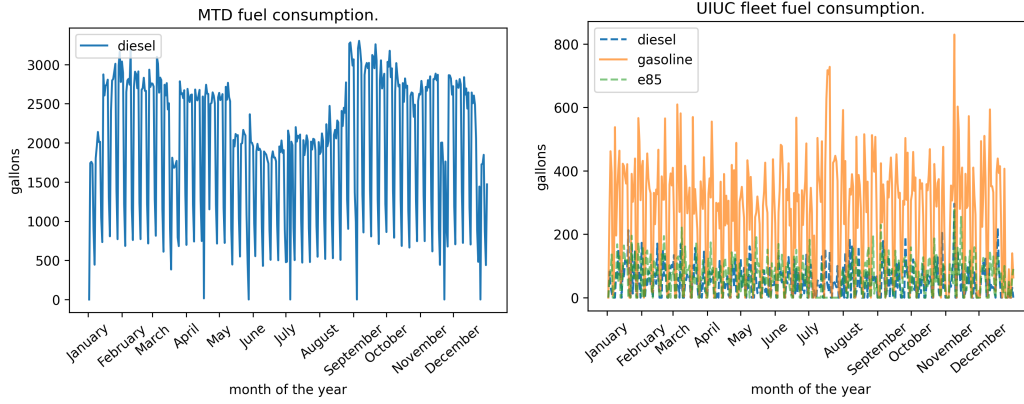 MTD fuel consumption.
diesel
gallons
3000
2500
2000
1500
1000
500
0
January
February
March
April
May
June
July
August
September
October
November
December
month of the year
UIUC fleet fuel consumption.
diesel
gasoline
e85
gallons
800
600
400
200
0
January
February
March
April
May
June
July
August
September
October
November
December
month of the year